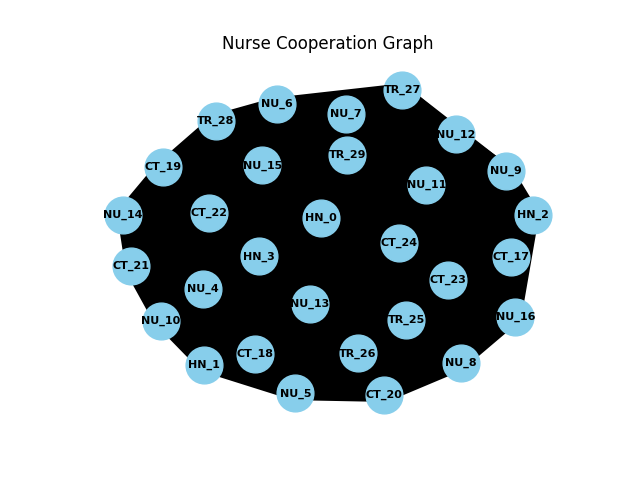 Nurse Cooperation Graph
TR_27
NU_6
NU_7
TR_28
NU_12
TR_29
NU_15
CT_19
NU_9
NU_11
CT_22
NU_14
HN_0
HN_2
CT_24
HN_3
CT_17
CT_21
CT_23
NU_4
NU_13
NU_10
TR_25
NU_16
CT_18
TR_26
HN_1
NU_8
NU_5
CT_20